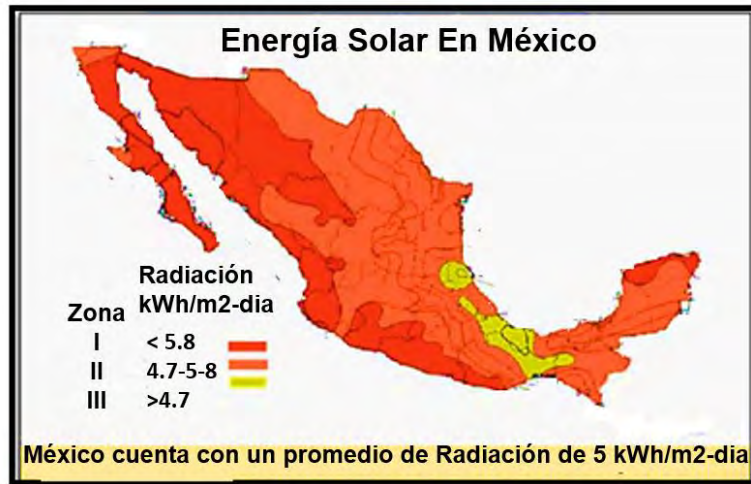 Energía Solar En México
Radiación
kWh/m2-dia
Zona
I < 5.8
II 4.7-5-8
III >4.7
México cuenta con un promedio de Radiación de 5 kWh/m2-dia